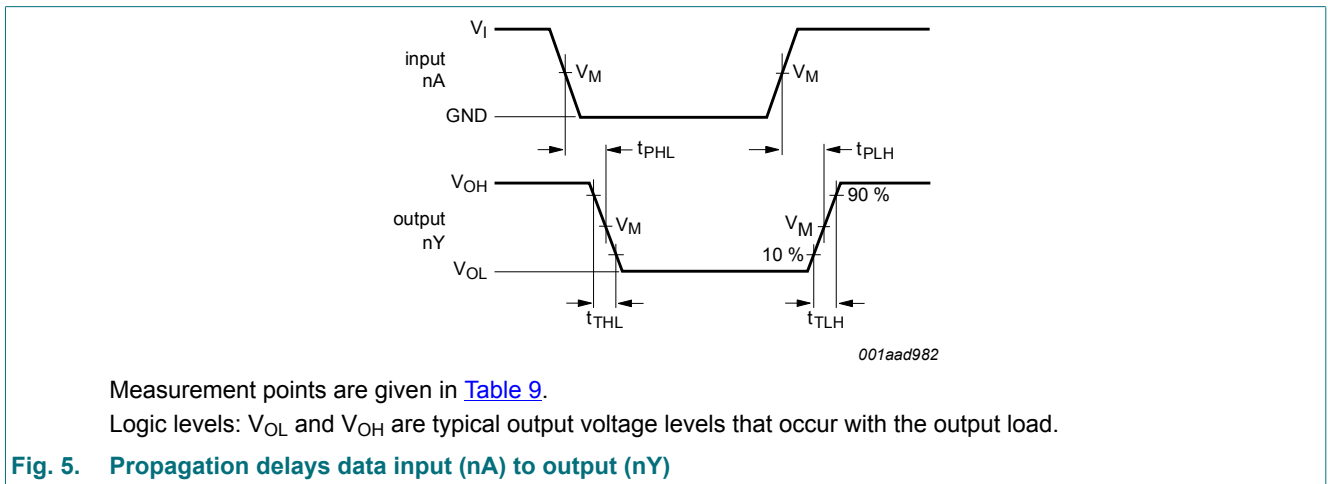 VI
input
nA
VM
VM
GND
tPHL
tPLH
VOH
90 %
output
nY
VM
VM
10 %
VOL
tTHL
tTLH
001aad982
Measurement points are given in Table 9.
Logic levels: VOL and VOH are typical output voltage levels that occur with the output load.
Fig. 5. Propagation delays data input (nA) to output (nY)